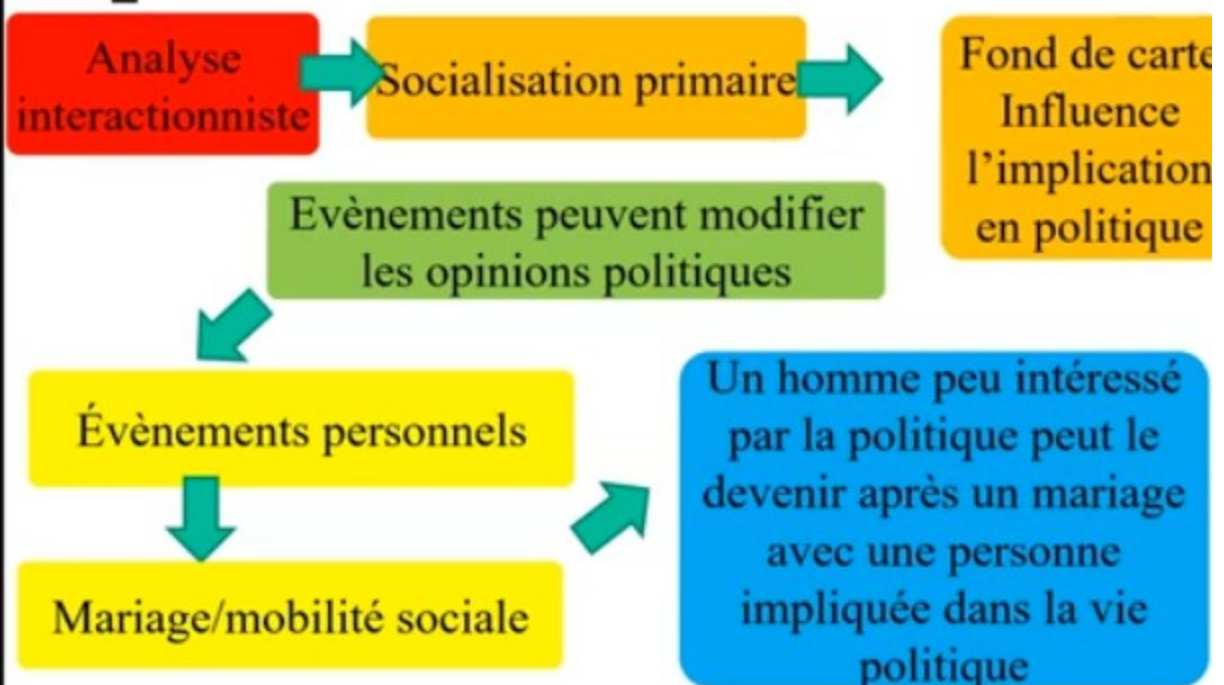 Analyse
interactionniste
Socialisation primaire
Fond de carte
Influence
l’implication
en politique
Evènements peuvent modifier
les opinions politiques
Évènements personnels
Mariage/mobilité sociale
Un homme peu intéressé
par la politique peut le
devenir après un mariage
avec une personne
impliquée dans la vie
politique